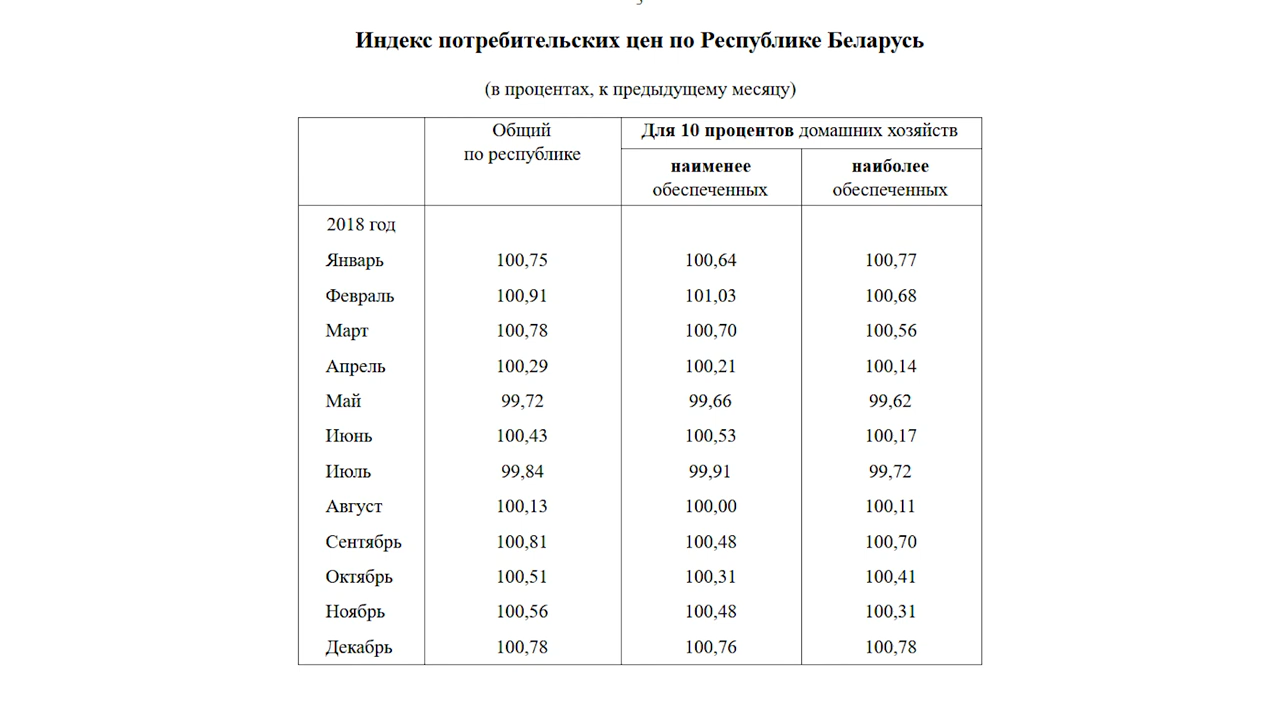 Индекс потребительских цен по Республике Беларусь
(в процентах, к предыдущему месяцу)
Общий
по республике
Для 10 процентов домашних хозяйств
наименее
обеспеченных
наиболее
обеспеченных
2018 год
Январь 100,75 100,64 100,77
Февраль 100,91 101,03 100,68
Март 100,78 100,70 100,56
Апрель 100,29 100,21 100,14
Май 99,72 99,66 99,62
Июнь 100,43 100,53 100,17
Июль 99,84 99,91 99,72
Август 100,13 100,00 100,11
Сентябрь 100,81 100,48 100,70
Октябрь 100,51 100,31 100,41
Ноябрь 100,56 100,48 100,31
Декабрь 100,78 100,76 100,78